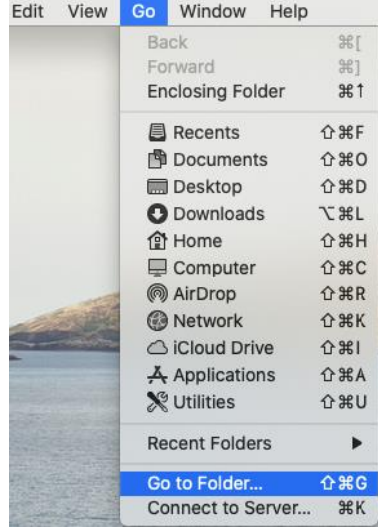 Edit View Go Window Help
Back ⌘[
Forward ⌘]
Enclosing Folder ⌘↑
Recents ⇧⌘F
Documents ⇧⌘O
Desktop ⇧⌘D
Downloads ⌥⌘L
Home ⇧⌘H
Computer ⇧⌘C
AirDrop ⇧⌘R
Network ⇧⌘K
iCloud Drive ⇧⌘I
Applications ⇧⌘A
Utilities ⇧⌘U
Recent Folders ▶
Go to Folder... ⇧⌘G
Connect to Server... ⌘K